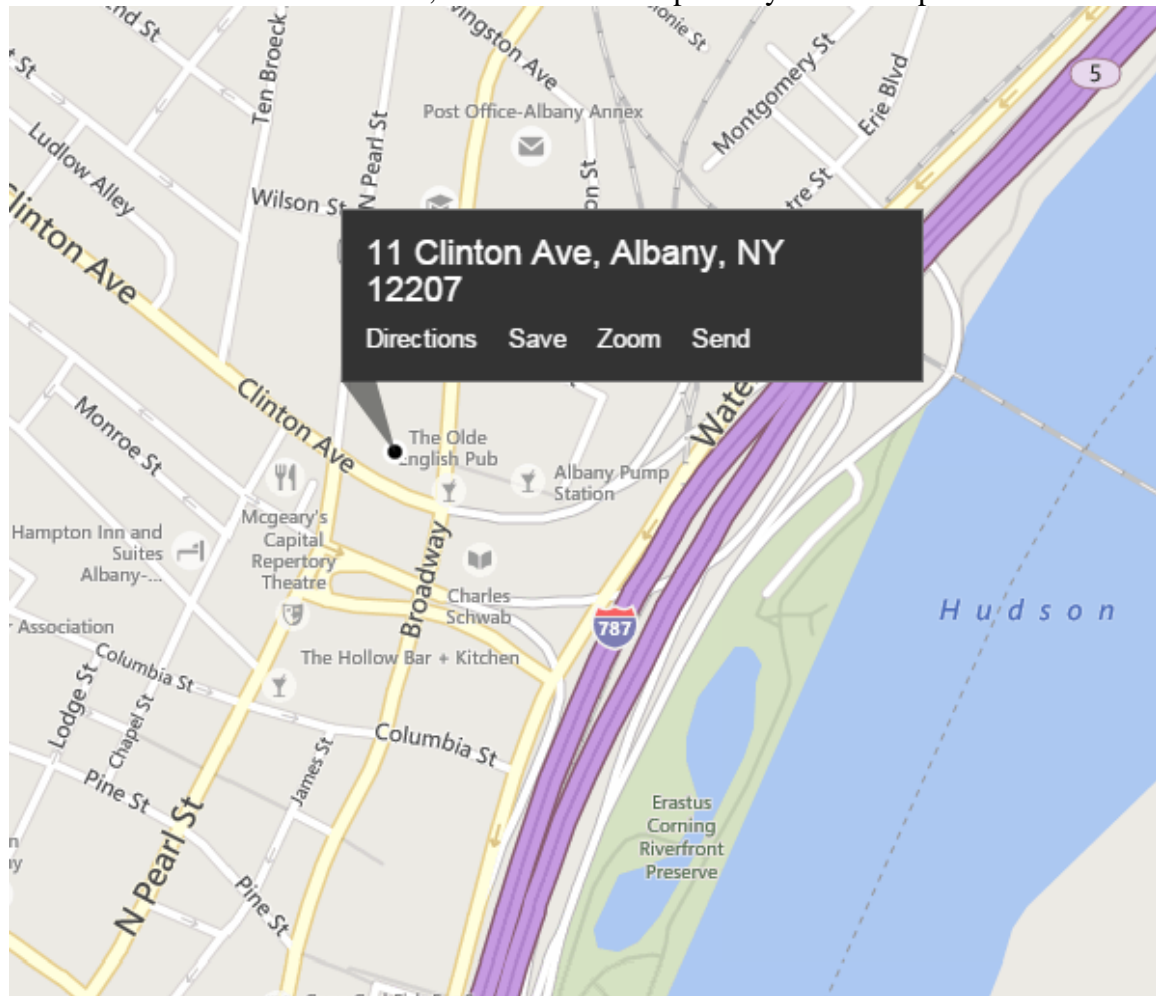 Ten Broeck
Livingston Ave
Montgomery St
Erie Blvd
5
Post Office-Albany Annex
Ludlow Alley
N Pearl St
Wilson St
Clinton Ave
11 Clinton Ave, Albany, NY
12207
Directions Save Zoom Send
Clinton Ave
Monroe St
The Olde
English Pub
Albany Pump
Station
Mcgeary's
Capital
Repertory
Theatre
Hampton Inn and
Suites
Albany-...
Broadway
Charles
Schwab
787
Hudson
Association
The Hollow Bar + Kitchen
Columbia St
Lodge St
Chapel St
Columbia St
James St
Pine St
N Pearl St
Pine St
Erastus
Corning
Riverfront
Preserve